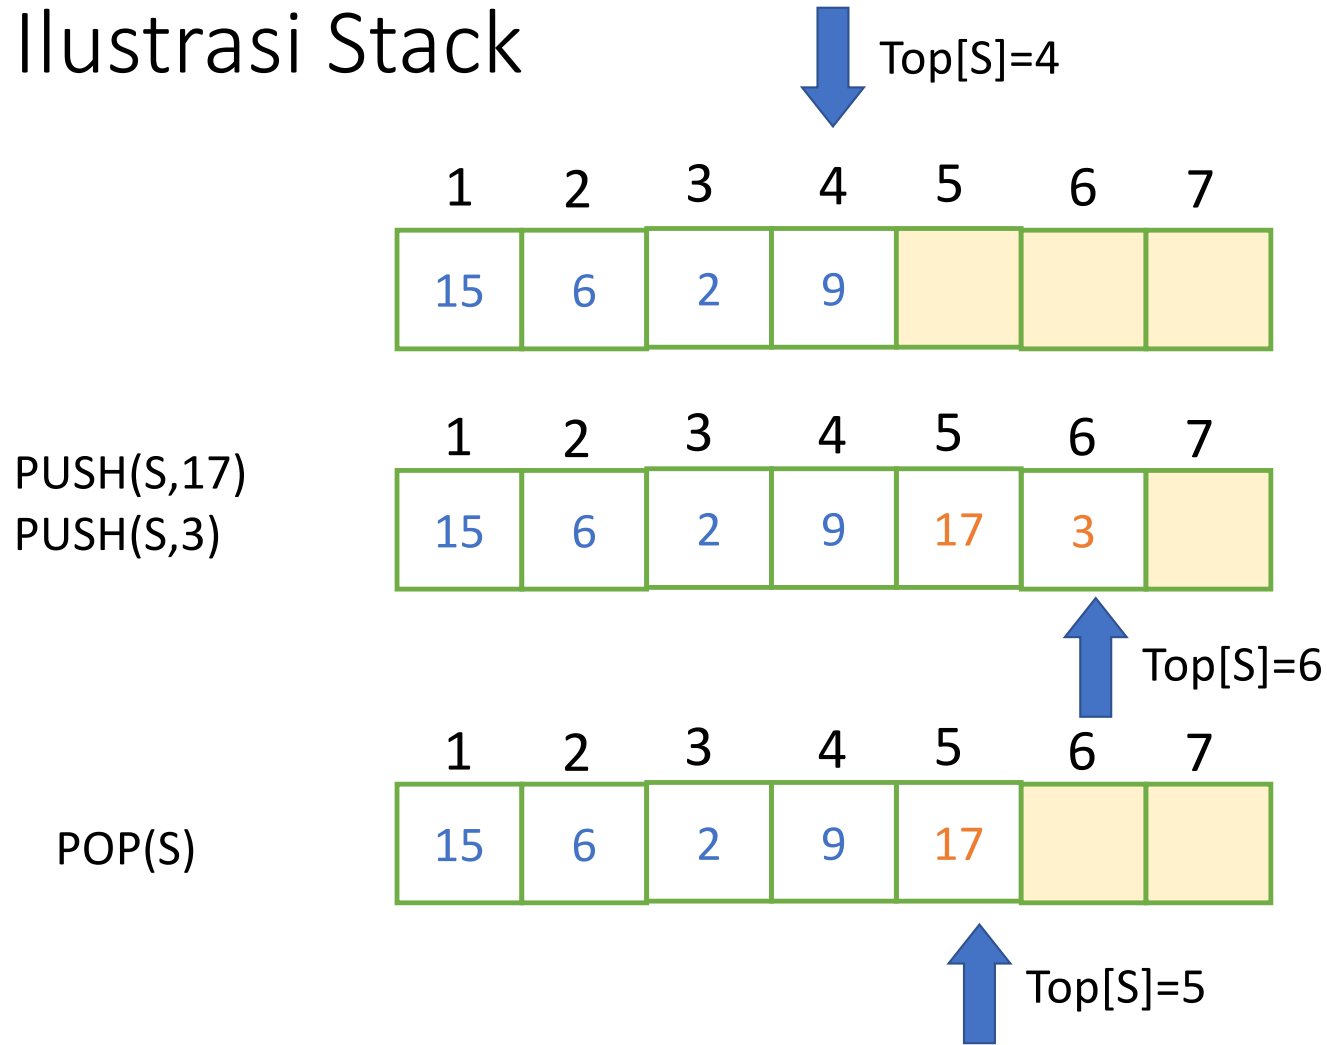 Ilustrasi Stack
Top[S]=4
1 2 3 4 5 6 7
15 6 2 9
PUSH(S,17)
PUSH(S,3)
1 2 3 4 5 6 7
15 6 2 9 17 3
Top[S]=6
POP(S)
1 2 3 4 5 6 7
15 6 2 9 17
Top[S]=5